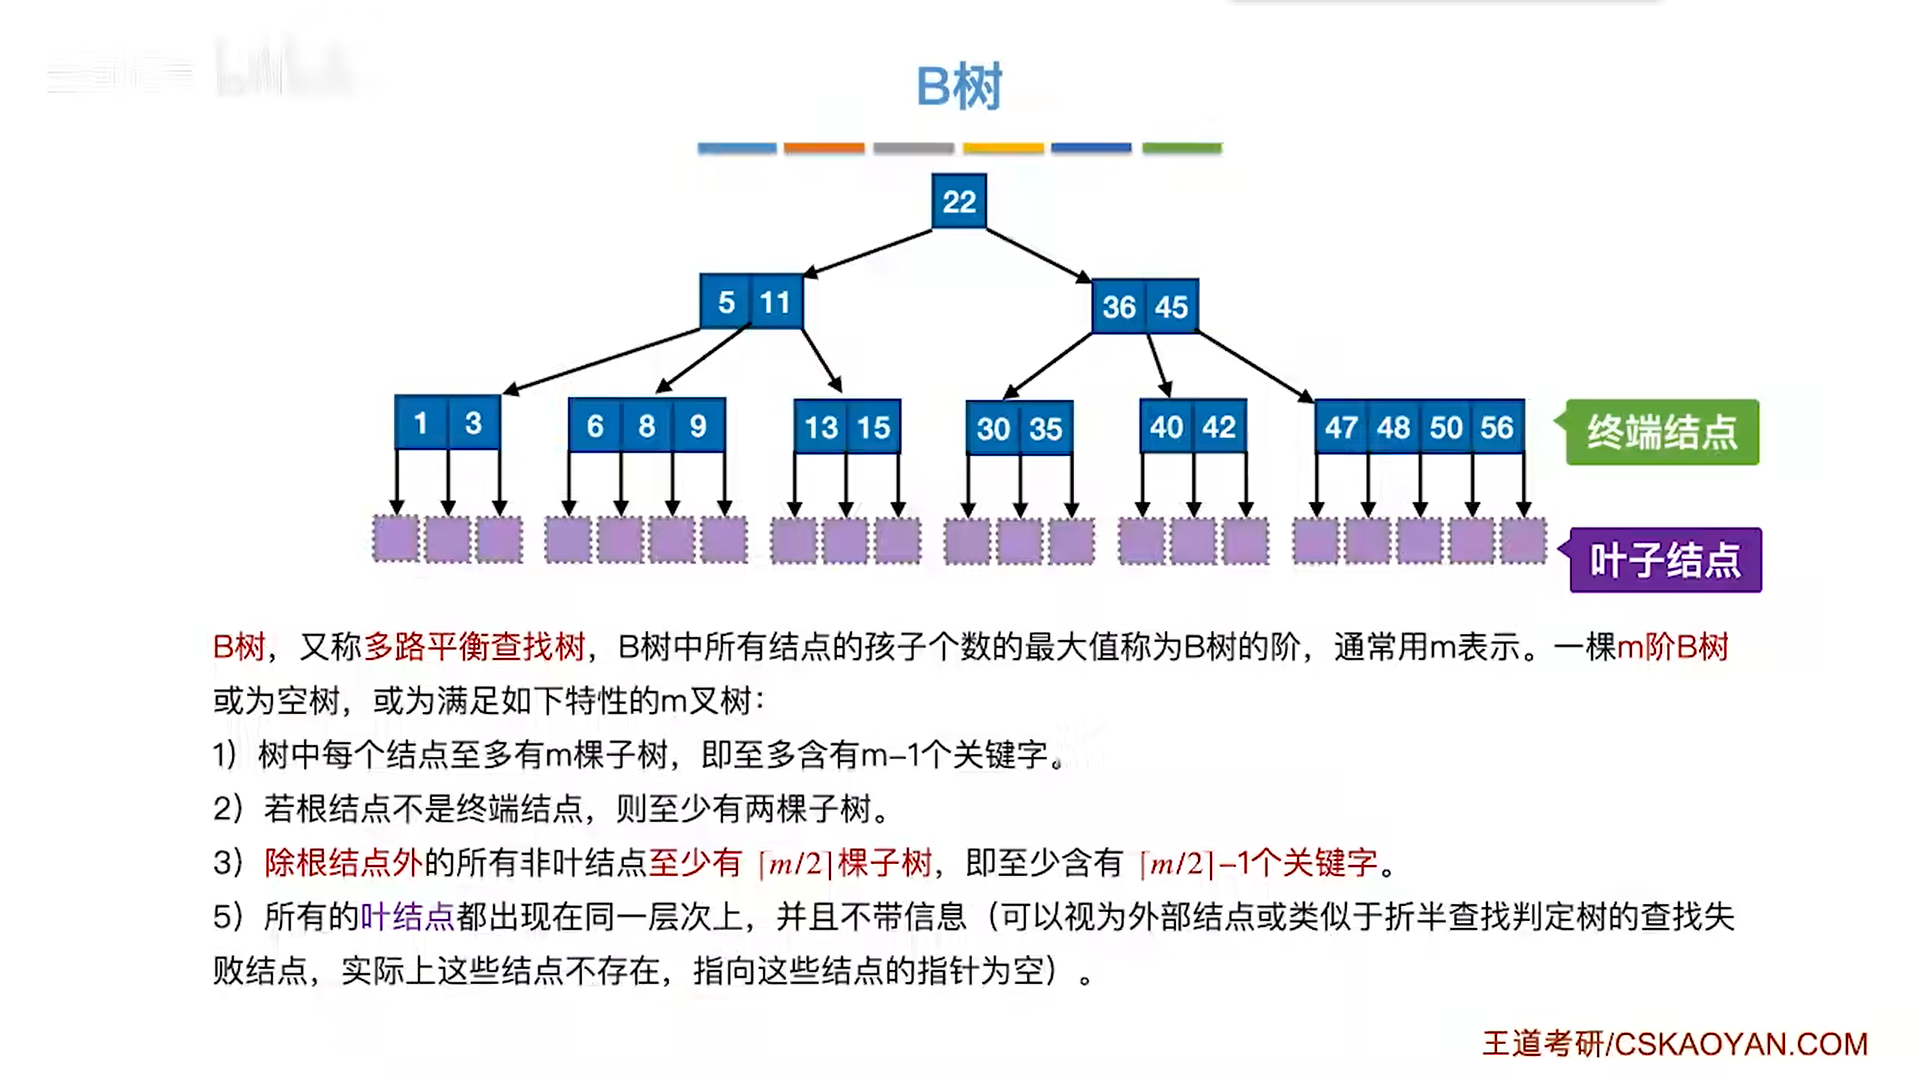 B树
22
5 11
36 45
1 3
6 8 9
13 15
30 35
40 42
47 48 50 56
终端结点
叶子结点
B树，又称多路平衡查找树，B树中所有结点的孩子个数的最大值称为B树的阶，通常用m表示。一棵m阶B树
或为空树，或为满足如下特性的m叉树：
1）树中每个结点至多有m棵子树，即至多含有m-1个关键字。
2）若根结点不是终端结点，则至少有两棵子树。
3）除根结点外的所有非叶结点至少有 ⌈m/2⌉棵子树，即至少含有 ⌈m/2⌉-1个关键字。
5）所有的叶结点都出现在同一层次上，并且不带信息（可以视为外部结点或类似于折半查找判定树的查找失
败结点，实际上这些结点不存在，指向这些结点的指针为空）。
王道考研/CSKAOYAN.COM